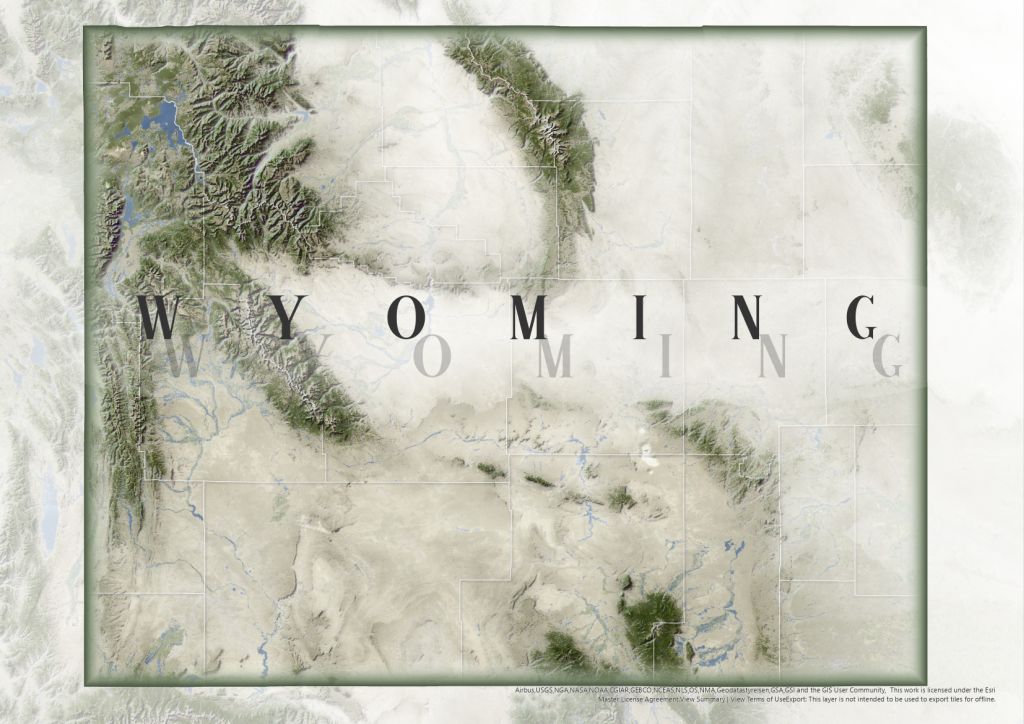 WYOMING
WYOMING
Airbus,USGS,NGA,NASA,NOAA,CGIAR,GEBCO,NCEAS,NLS,OS,NMA,Geodatastyrelsen,GSA,GSI and the GIS User Community, This work is licensed under the Esri
Master License Agreement.View Summary | View Terms of UseExport: This layer is not intended to be used to export tiles for offline.